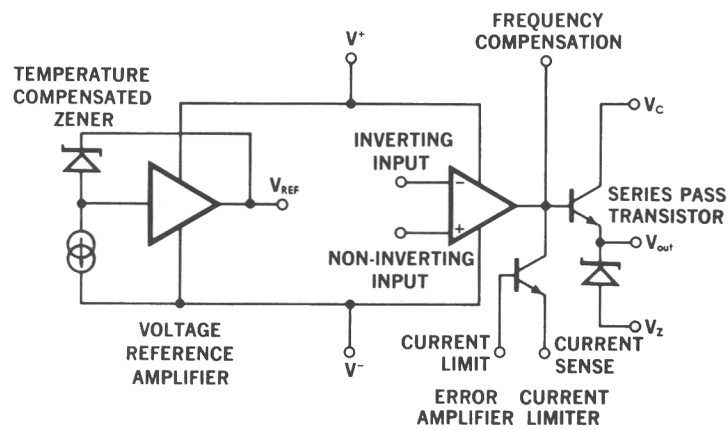 FREQUENCY
COMPENSATION
V+
TEMPERATURE
COMPENSATED
ZENER
VC
INVERTING
INPUT
−
VREF
SERIES PASS
TRANSISTOR
+
Vout
NON-INVERTING
INPUT
VOLTAGE
REFERENCE
AMPLIFIER
V−
VZ
CURRENT
LIMIT
CURRENT
SENSE
ERROR
AMPLIFIER
CURRENT
LIMITER